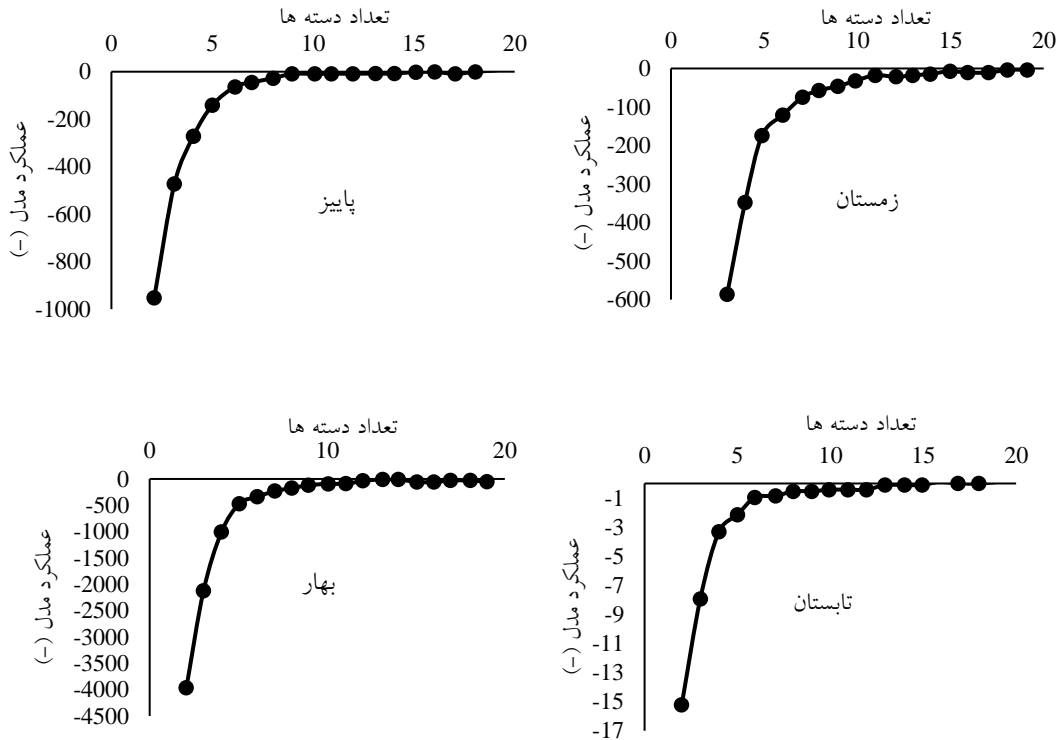 تعداد دسته ها
0 5 10 15 20
0
-200
-400
-600
-800
-1000
عملکرد مدل (-)
پاییز
تعداد دسته ها
0 5 10 15 20
0
-100
-200
-300
-400
-500
-600
عملکرد مدل (-)
زمستان
تعداد دسته ها
0 10 20
0
-500
-1000
-1500
-2000
-2500
-3000
-3500
-4000
-4500
عملکرد مدل (-)
بهار
تعداد دسته ها
0 5 10 15 20
-1
-3
-5
-7
-9
-11
-13
-15
-17
عملکرد مدل (-)
تابستان